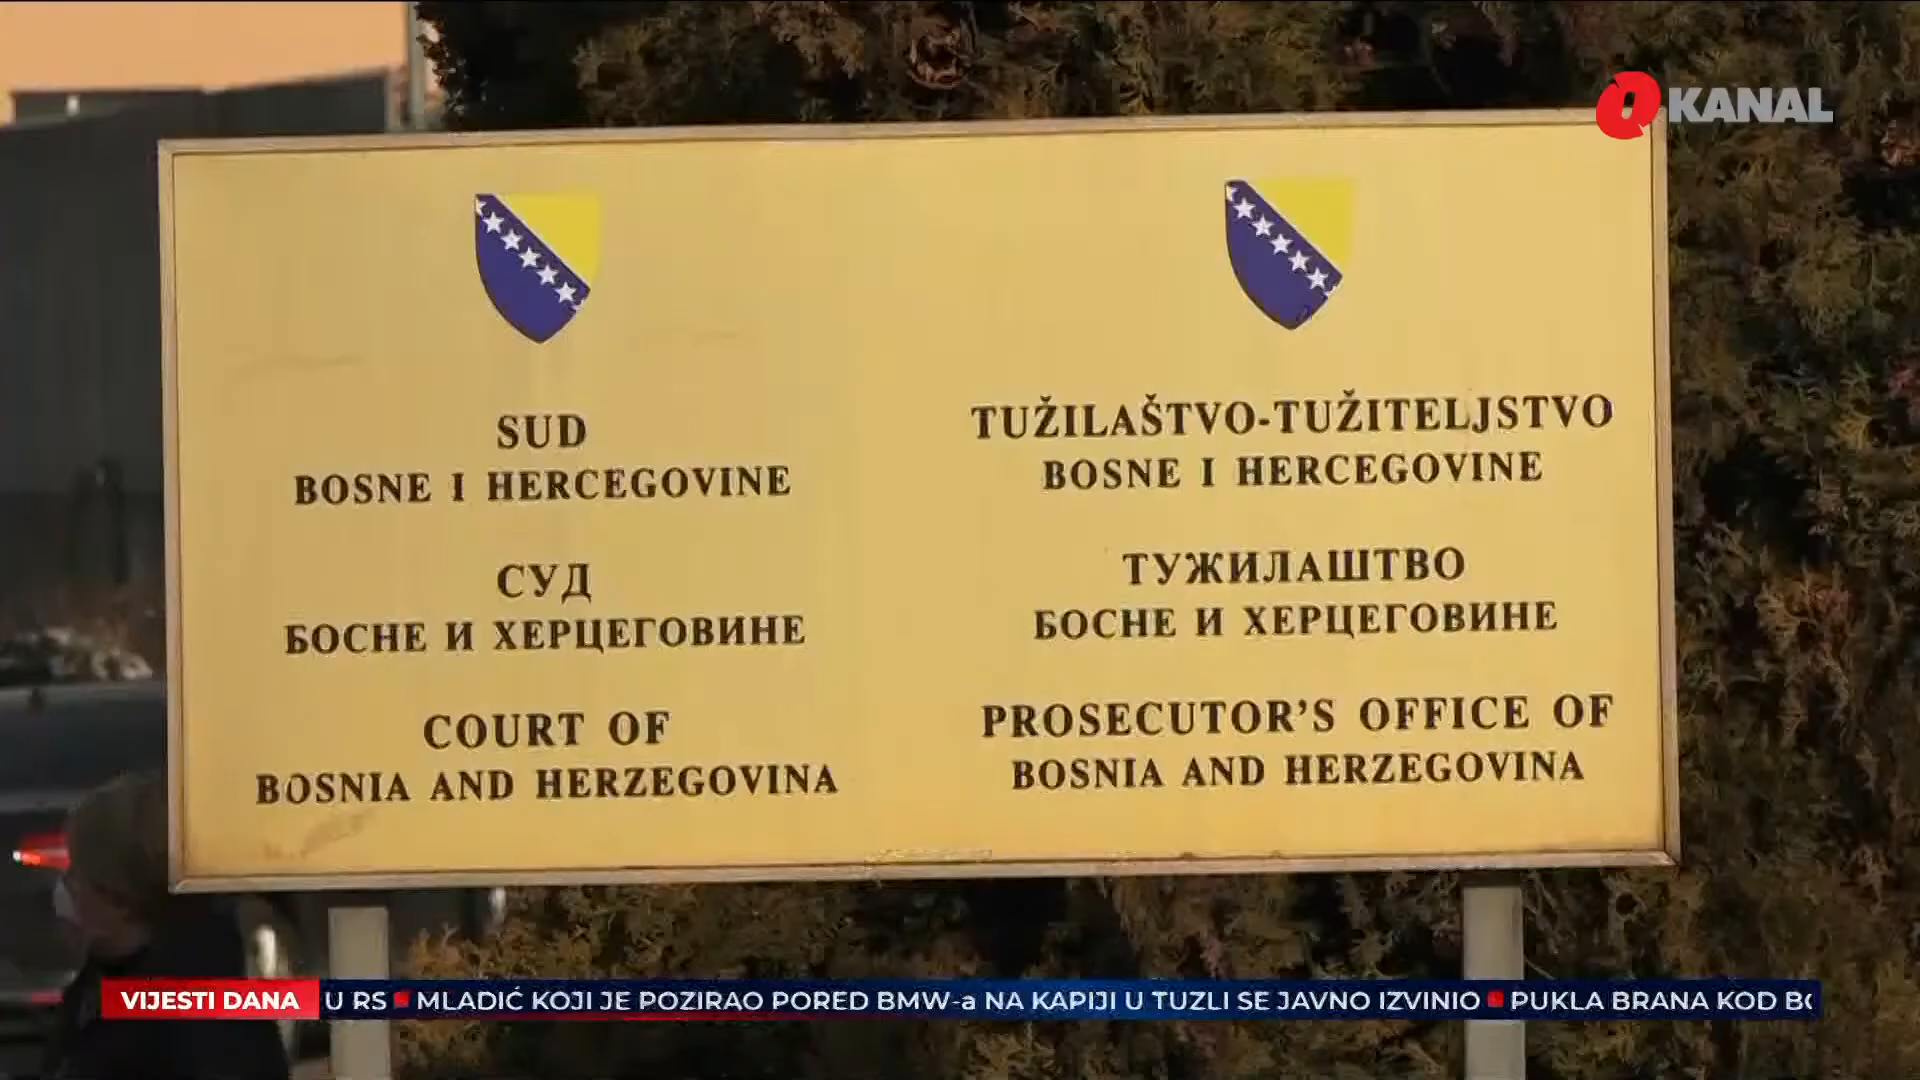 Q KANAL
SUD
BOSNE I HERCEGOVINE
СУД
БОСНЕ И ХЕРЦЕГОВИНЕ
COURT OF
BOSNIA AND HERZEGOVINA
TUŽILAŠTVO-TUŽITELJSTVO
BOSNE I HERCEGOVINE
ТУЖИЛАШТВО
БОСНЕ И ХЕРЦЕГОВИНЕ
PROSECUTOR'S OFFICE OF
BOSNIA AND HERZEGOVINA
VIJESTI DANA U RS MLADIĆ KOJI JE POZIRAO PORED BMW-a NA KAPIJI U TUZLI SE JAVNO IZVINIO PUKLA BRANA KOD